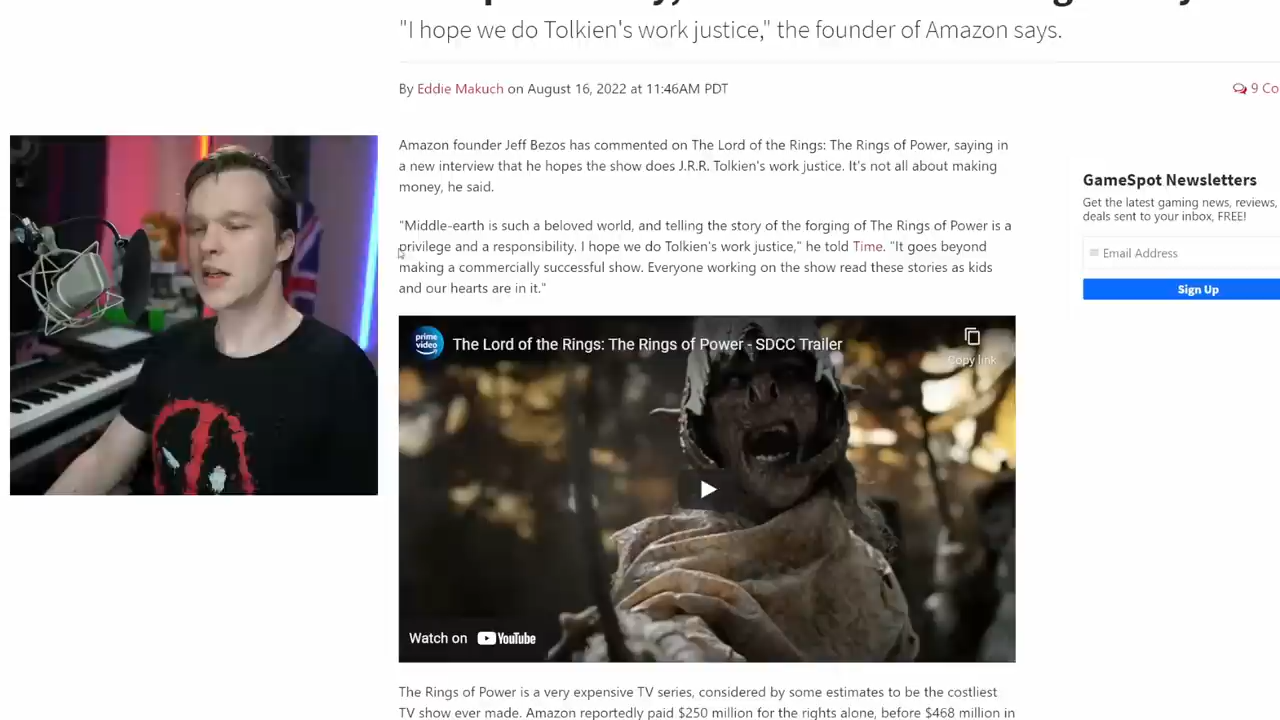 "I hope we do Tolkien's work justice," the founder of Amazon says.
By Eddie Makuch on August 16, 2022 at 11:46AM PDT
9 Co
Amazon founder Jeff Bezos has commented on The Lord of the Rings: The Rings of Power, saying in
a new interview that he hopes the show does J.R.R. Tolkien's work justice. It's not all about making
money, he said.
"Middle-earth is such a beloved world, and telling the story of the forging of The Rings of Power is a
privilege and a responsibility. I hope we do Tolkien's work justice," he told Time. "It goes beyond
making a commercially successful show. Everyone working on the show read these stories as kids
and our hearts are in it."
prime video
The Lord of the Rings: The Rings of Power - SDCC Trailer
Copy link
Watch on YouTube
The Rings of Power is a very expensive TV series, considered by some estimates to be the costliest
TV show ever made. Amazon reportedly paid $250 million for the rights alone, before $468 million in
GameSpot Newsletters
Get the latest gaming news, reviews,
deals sent to your inbox, FREE!
Email Address
Sign Up